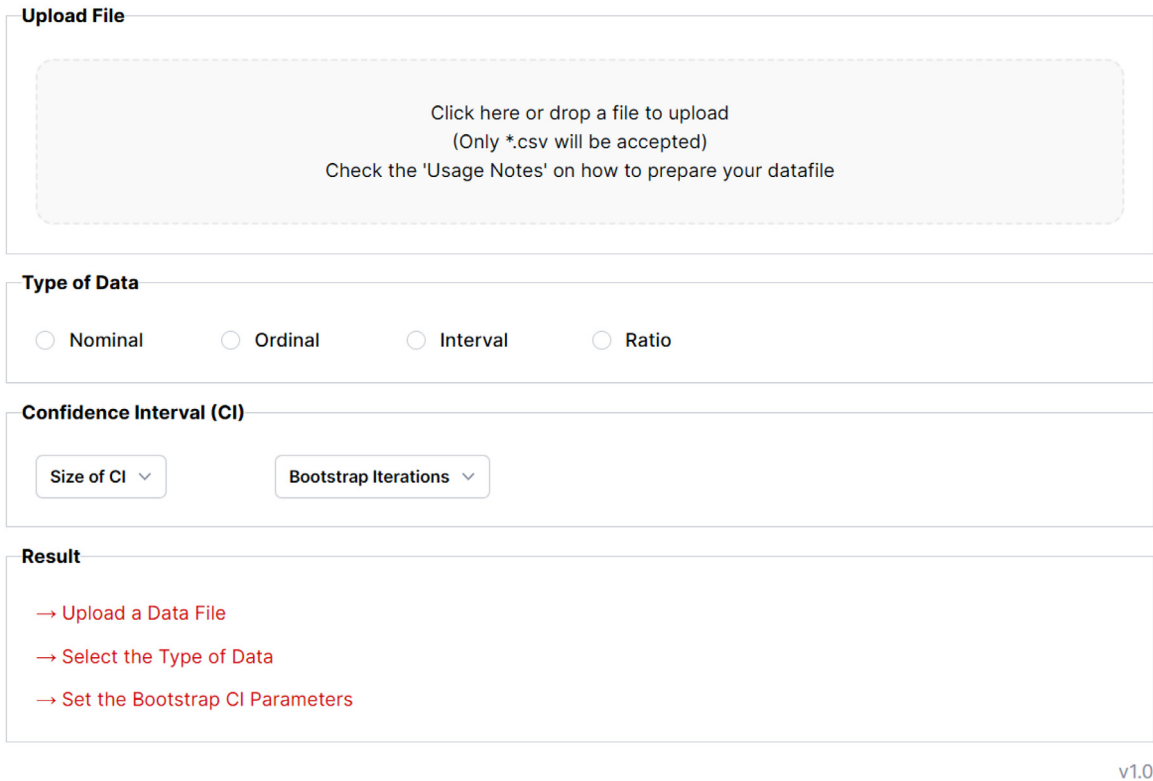 Upload File
Click here or drop a file to upload
(Only *.csv will be accepted)
Check the 'Usage Notes' on how to prepare your datafile
Type of Data
Nominal Ordinal Interval Ratio
Confidence Interval (CI)
Size of CI Bootstrap Iterations
Result
→ Upload a Data File
→ Select the Type of Data
→ Set the Bootstrap CI Parameters
v1.0